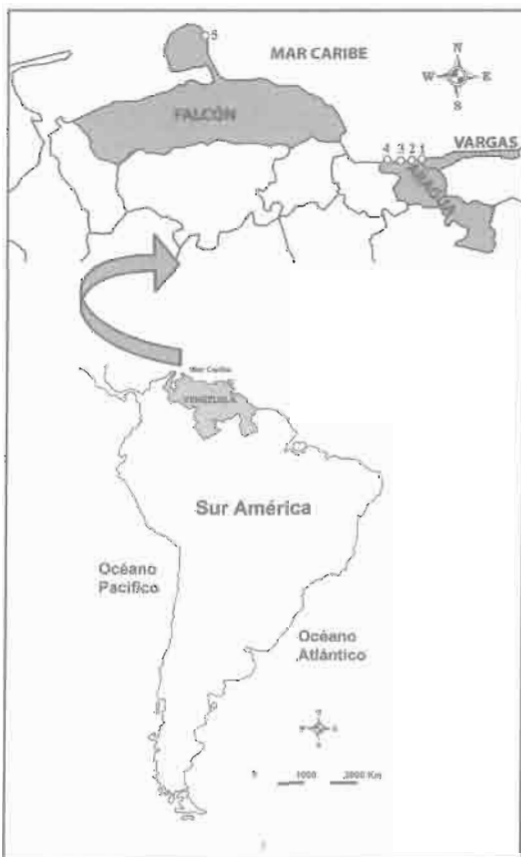 5
MAR CARIBE
N
W E
S
FALCÓN
4 3 2 1
VARGAS
ARAGUA
Mar Caribe
VENEZUELA
Sur América
Océano
Pacífico
Océano
Atlántico
1000 2000 Km